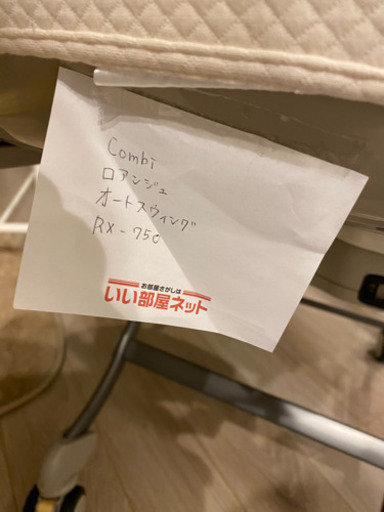 Combi
ロアンジュ
オートスウィング
RX-750
お部屋さがしは
いい部屋ネット